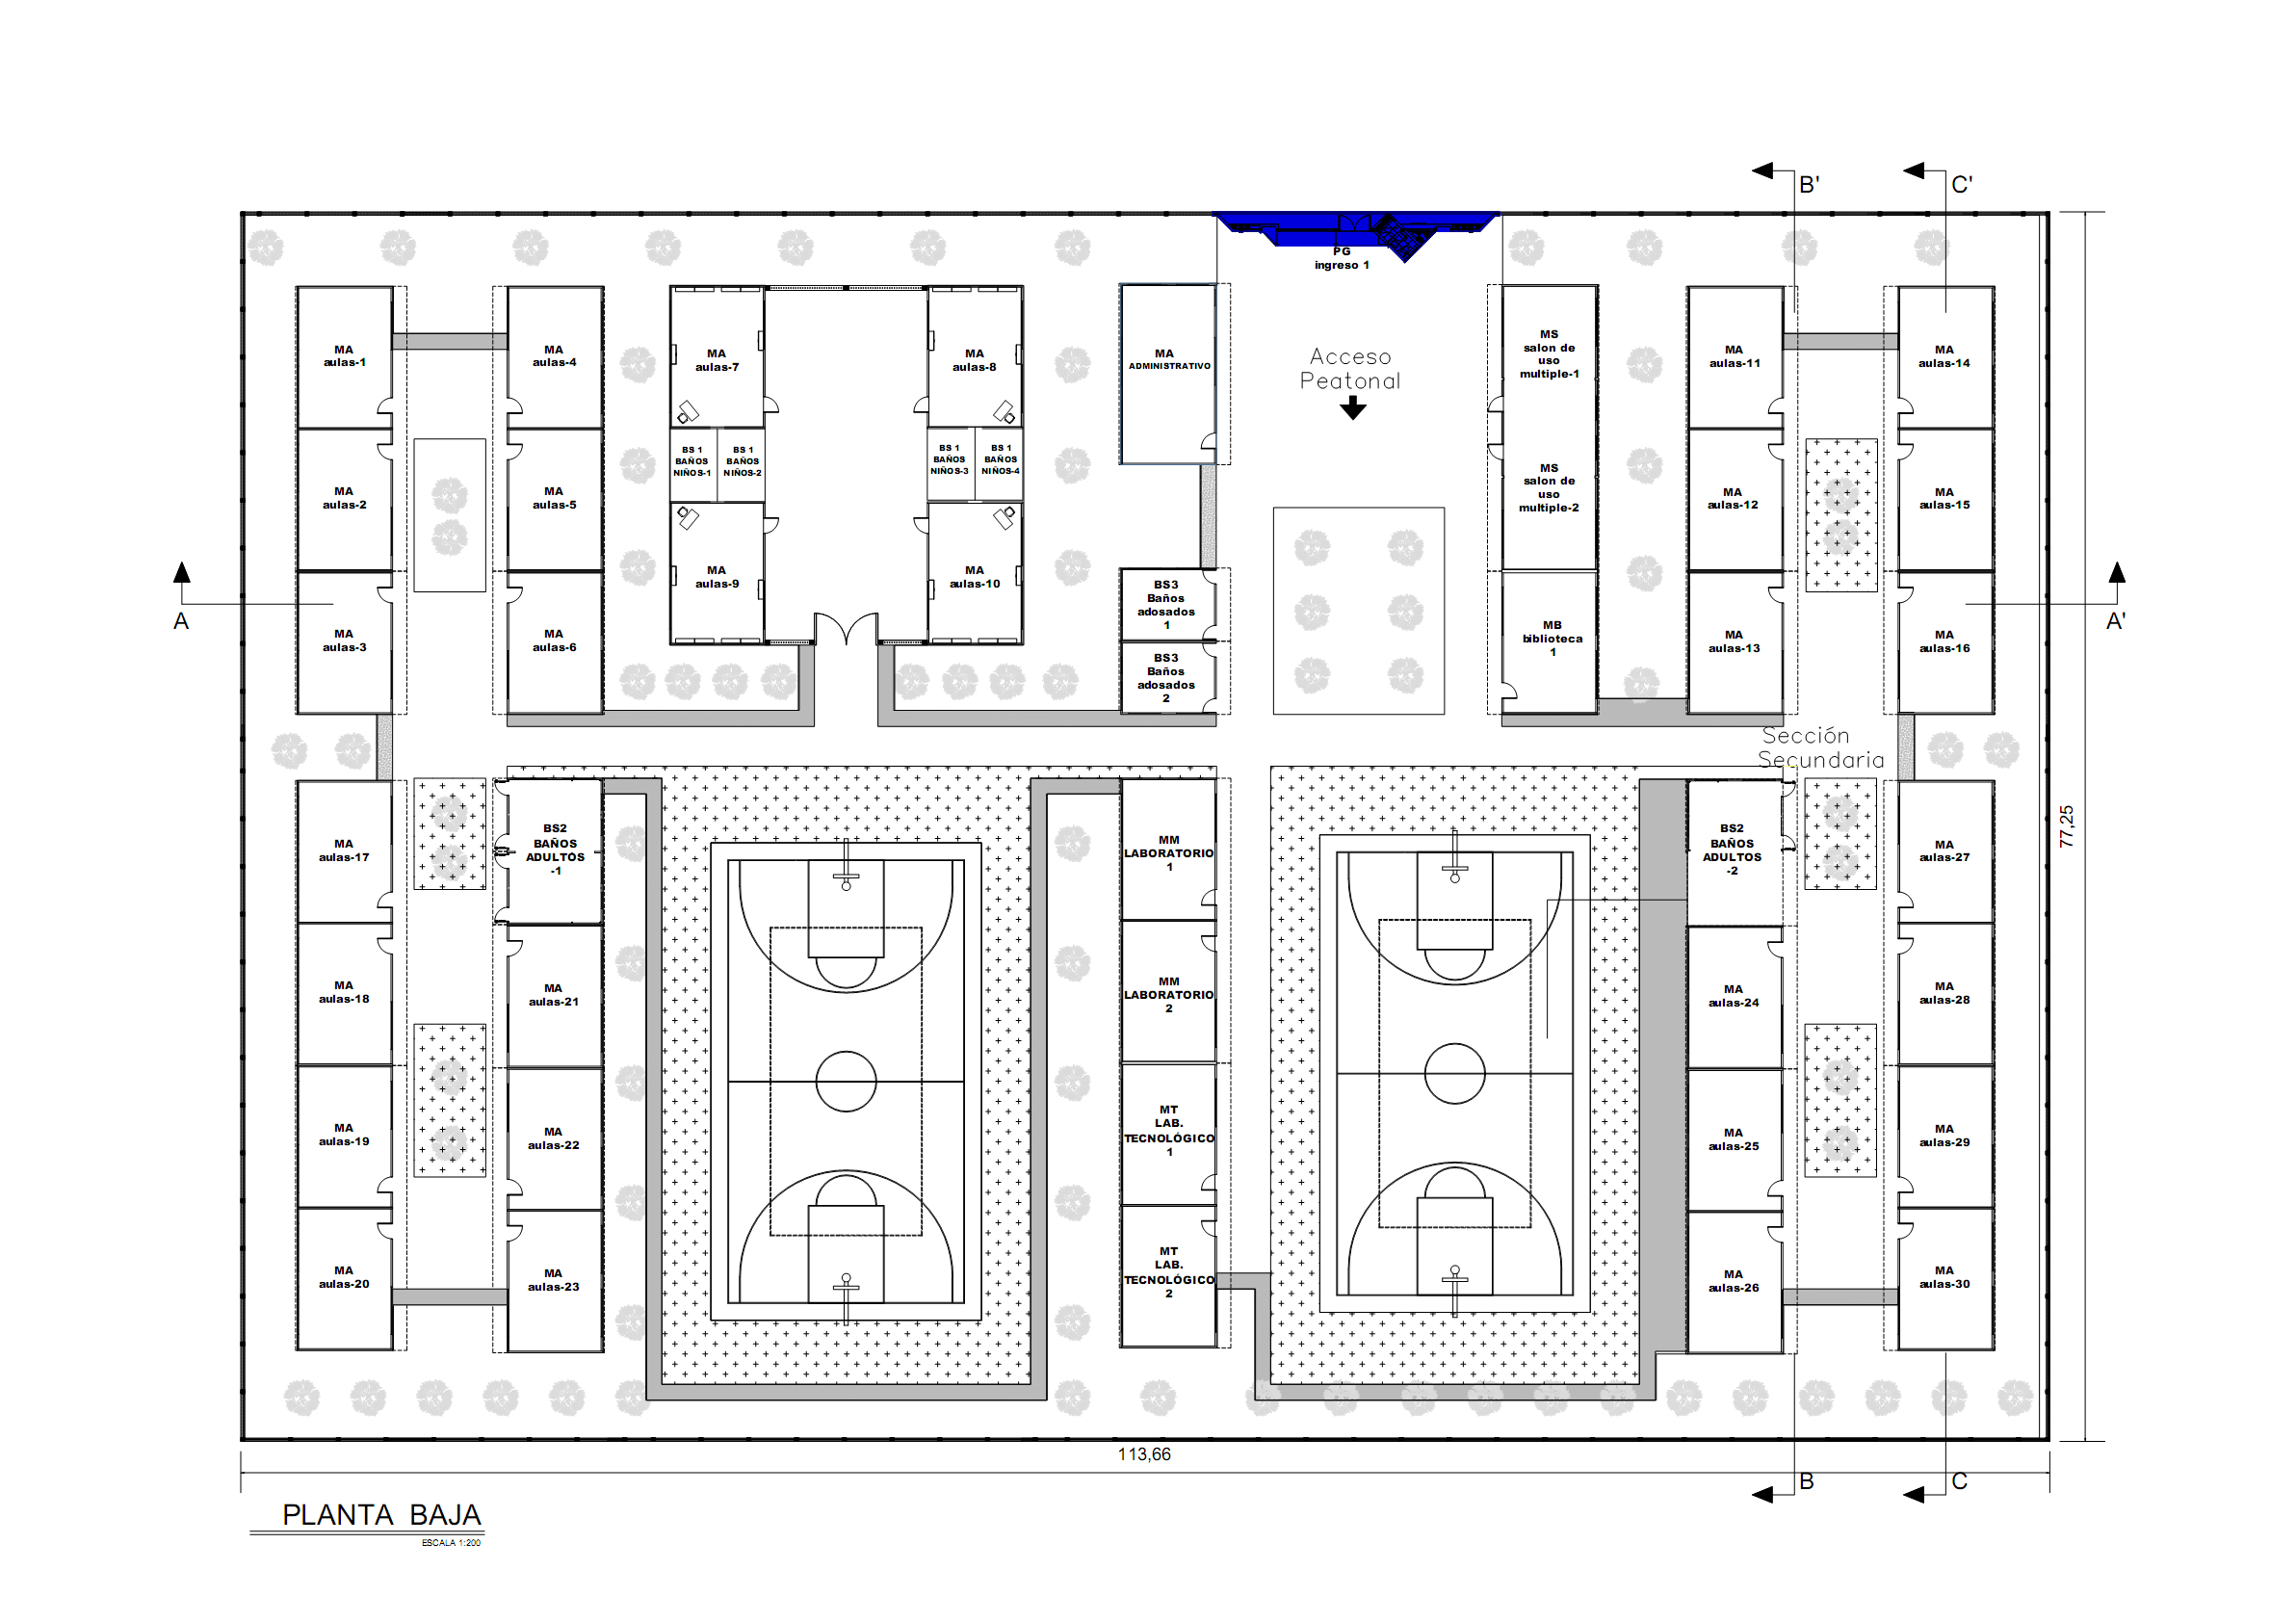 B'
C'
PG
ingreso 1
MA
aulas-1
MA
aulas-4
MA
aulas-7
MA
aulas-8
MA
ADMINISTRATIVO
Acceso
Peatonal
MS
salon de
uso
multiple-1
MA
aulas-11
MA
aulas-14
BS 1
BAÑOS
NIÑOS-1
BS 1
BAÑOS
NIÑOS-2
BS 1
BAÑOS
NIÑOS-3
BS 1
BAÑOS
NIÑOS-4
MA
aulas-2
MA
aulas-5
MS
salon de
uso
multiple-2
MA
aulas-12
MA
aulas-15
MA
aulas-9
MA
aulas-10
BS3
Baños
adosados
1
A
A'
MA
aulas-3
MA
aulas-6
MB
biblioteca
1
MA
aulas-13
MA
aulas-16
BS3
Baños
adosados
2
Sección
Secundaria
77,25
MA
aulas-17
BS2
BAÑOS
ADULTOS
-1
MM
LABORATORIO
1
BS2
BAÑOS
ADULTOS
-2
MA
aulas-27
MA
aulas-18
MA
aulas-21
MM
LABORATORIO
2
MA
aulas-24
MA
aulas-28
MA
aulas-19
MA
aulas-22
MT
LAB.
TECNOLÓGICO
1
MA
aulas-25
MA
aulas-29
MA
aulas-20
MA
aulas-23
MT
LAB.
TECNOLÓGICO
2
MA
aulas-26
MA
aulas-30
113,66
B
C
PLANTA BAJA
ESCALA 1:200